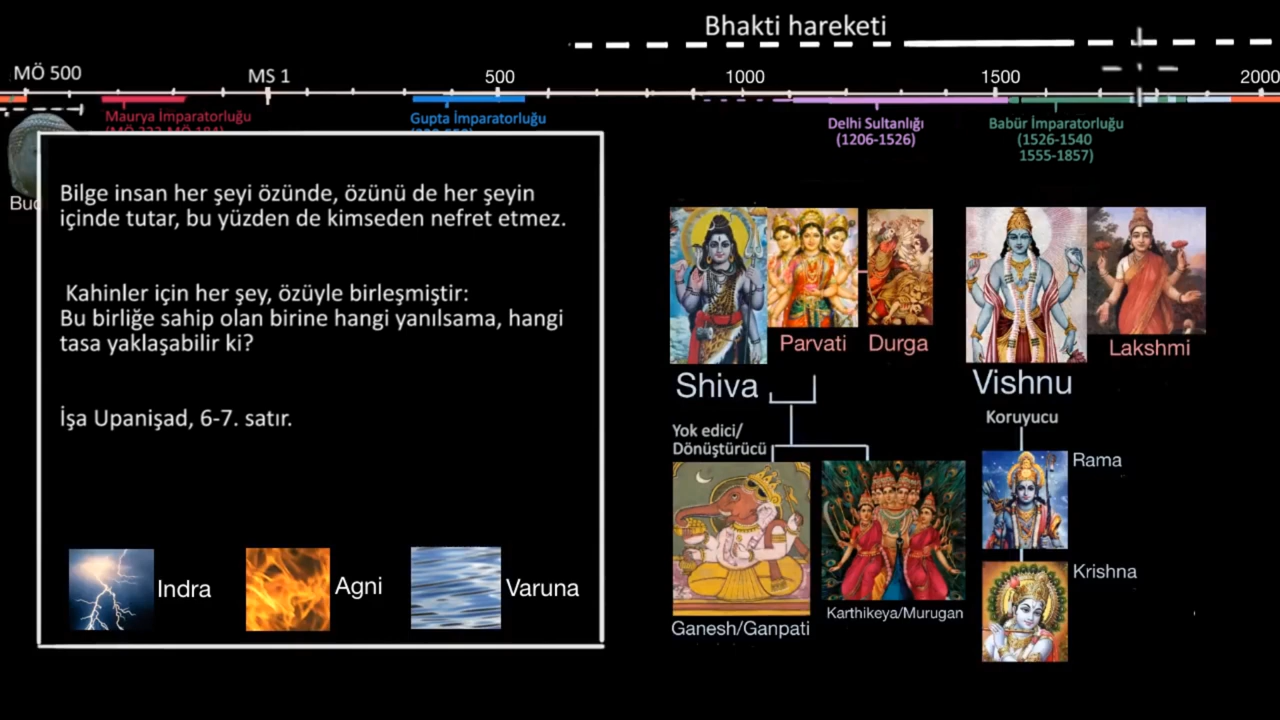 Bhakti hareketi
MÖ 500
MS 1
500
1000
1500
2000
Maurya İmparatorluğu
Gupta İmparatorluğu
Delhi Sultanlığı
(1206-1526)
Babür İmparatorluğu
(1526-1540
1555-1857)
Bilge insan her şeyi özünde, özünü de her şeyin
içinde tutar, bu yüzden de kimseden nefret etmez.
Kahinler için her şey, özüyle birleşmiştir:
Bu birliğe sahip olan birine hangi yanılsama, hangi
tasa yaklaşabilir ki?
İşa Upanişad, 6-7. satır.
Indra
Agni
Varuna
Parvati
Durga
Lakshmi
Shiva
Vishnu
Yok edici/
Dönüştürücü
Koruyucu
Rama
Krishna
Ganesh/Ganpati
Karthikeya/Murugan